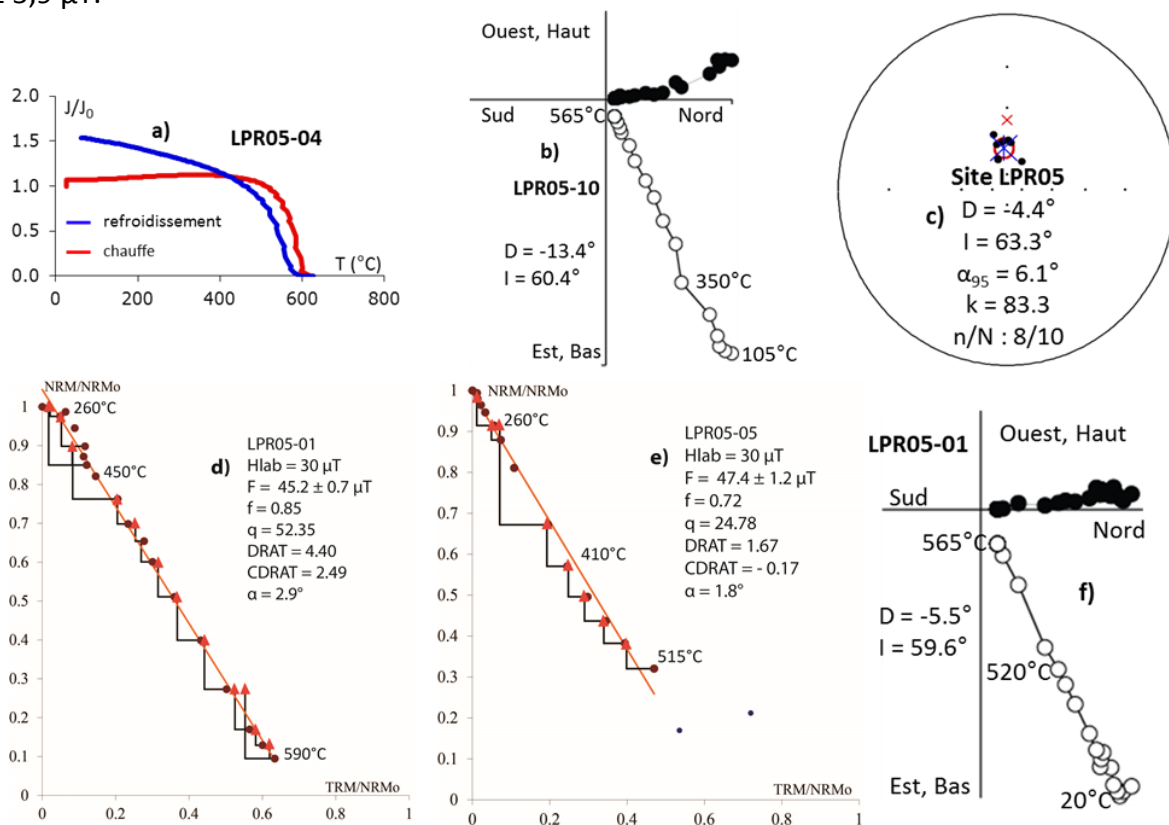 ± 3,9 µT.
J/J0
a)
LPR05-04
2.0
1.5
1.0
0.5
0.0
refroidissement
chauffe
T (°C)
0
200
400
600
800
Ouest, Haut
565°C
Sud
Nord
b)
LPR05-10
D = -13.4°
I = 60.4°
350°C
Est, Bas
105°C
Site LPR05
c)
D = -4.4°
I = 63.3°
α95 = 6.1°
k = 83.3
n/N : 8/10
NRM/NRMo
1
0.9
0.8
0.7
0.6
0.5
0.4
0.3
0.2
0.1
0
260°C
450°C
590°C
d)
LPR05-01
Hlab = 30 µT
F = 45.2 ± 0.7 µT
f = 0.85
q = 52.35
DRAT = 4.40
CDRAT = 2.49
α = 2.9°
TRM/NRMo
0
0.2
0.4
0.6
0.8
1
NRM/NRMo
1
0.9
0.8
0.7
0.6
0.5
0.4
0.3
0.2
0.1
0
260°C
410°C
515°C
e)
LPR05-05
Hlab = 30 µT
F = 47.4 ± 1.2 µT
f = 0.72
q = 24.78
DRAT = 1.67
CDRAT = - 0.17
α = 1.8°
TRM/NRMo
0
0.2
0.4
0.6
0.8
1
LPR05-01
Ouest, Haut
Sud
Nord
565°C
f)
D = -5.5°
I = 59.6°
520°C
Est, Bas
20°C